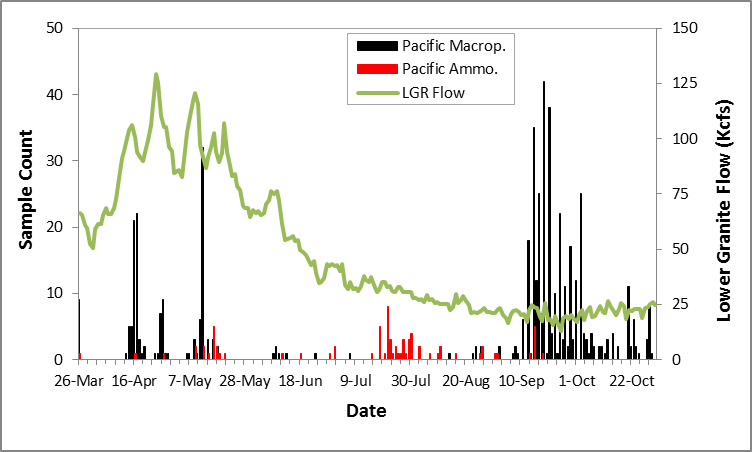 50
40
30
20
10
0
Sample Count
Pacific Macrop.
Pacific Ammo.
LGR Flow
150
125
100
75
50
25
0
Lower Granite Flow (Kcfs)
26-Mar 16-Apr 7-May 28-May 18-Jun 9-Jul 30-Jul 20-Aug 10-Sep 1-Oct 22-Oct
Date